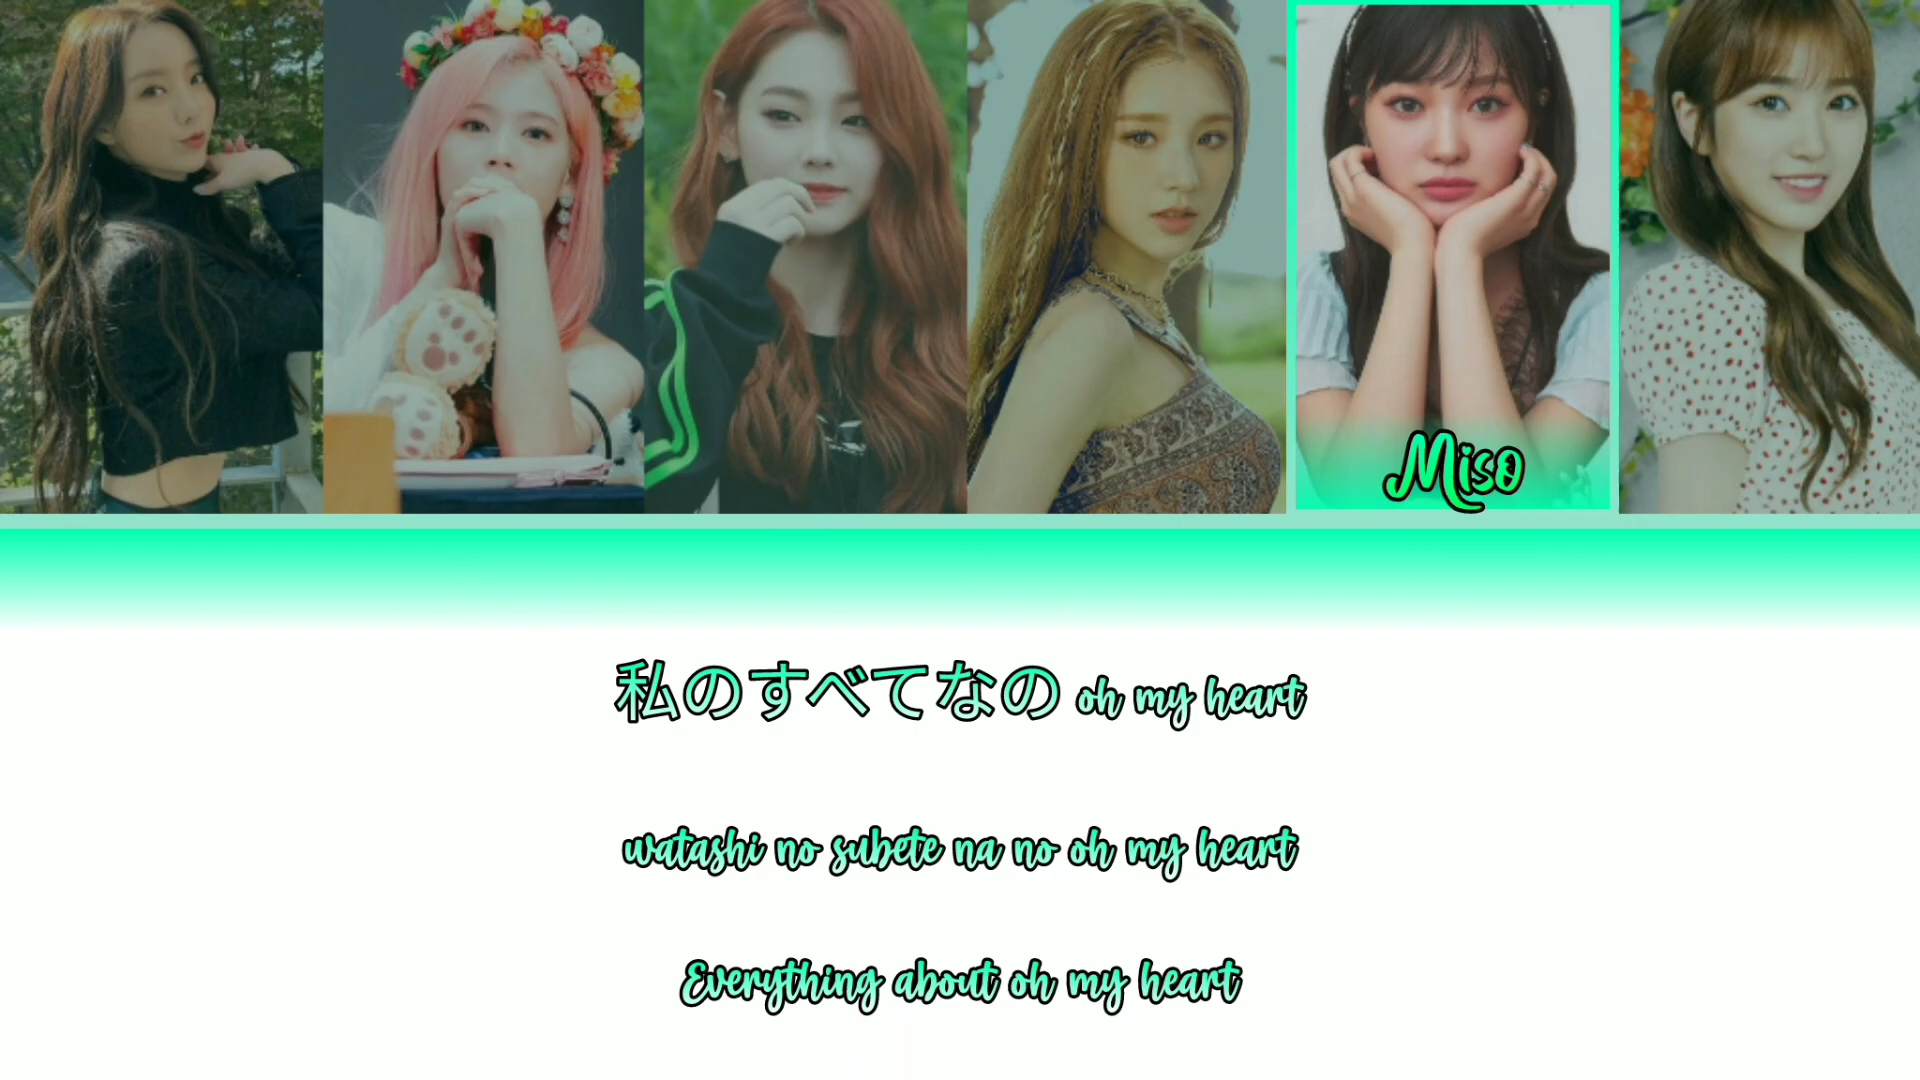 Miso
私のすべてなの oh my heart
watashi no subete na no oh my heart
Everything about oh my heart